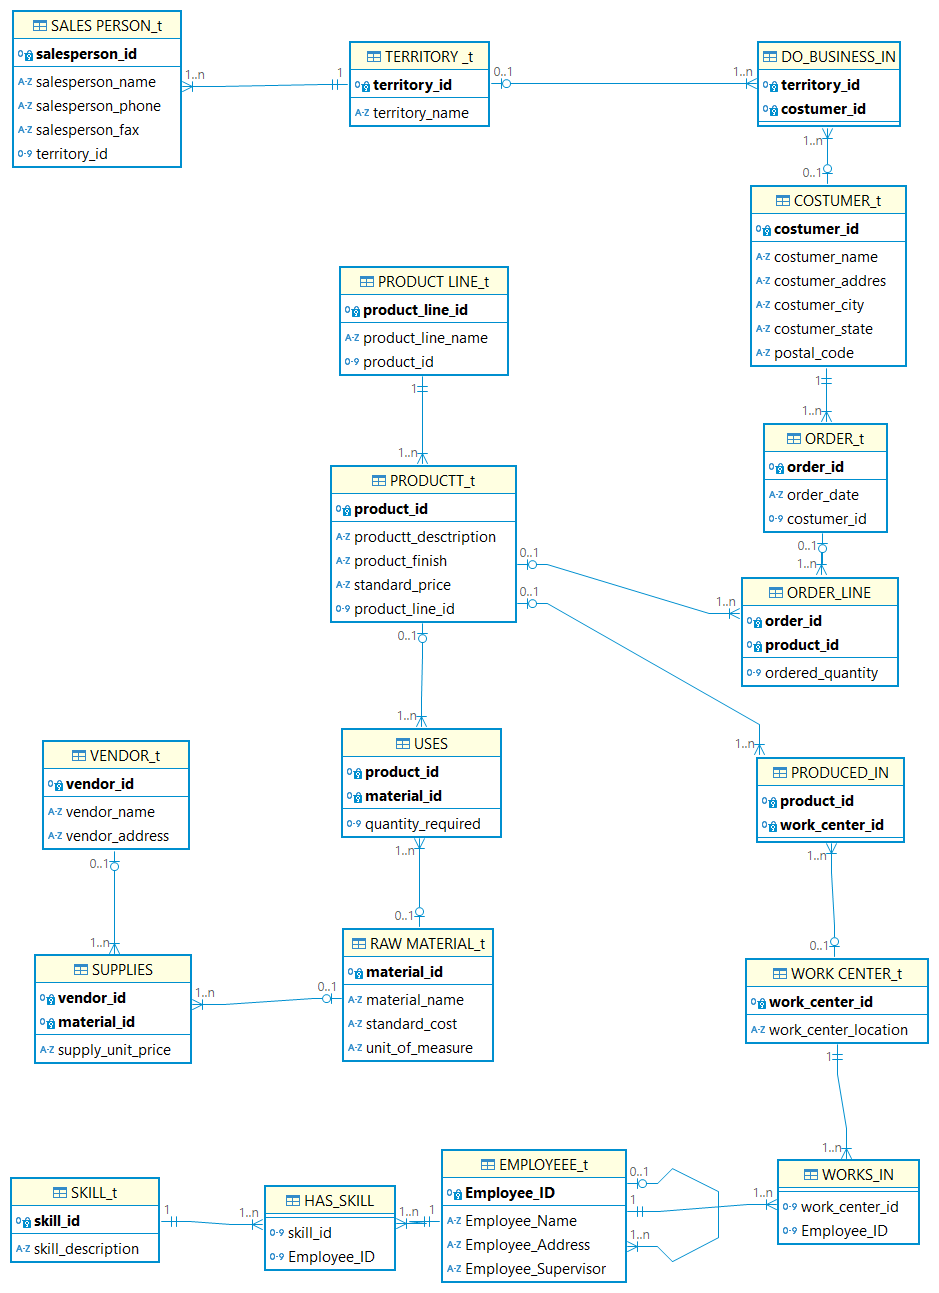 SALES PERSON_t
salesperson_id
salesperson_name
salesperson_phone
salesperson_fax
territory_id
1..n
1
TERRITORY _t
territory_id
territory_name
0..1
1..n
DO_BUSINESS_IN
territory_id
costumer_id
1..n
0..1
COSTUMER_t
costumer_id
costumer_name
costumer_addres
costumer_city
costumer_state
postal_code
1
1..n
PRODUCT LINE_t
product_line_id
product_line_name
product_id
1
1..n
ORDER_t
order_id
order_date
costumer_id
0..1
1..n
PRODUCTT_t
product_id
productt_desctription
product_finish
standard_price
product_line_id
0..1
0..1
0..1
1..n
ORDER_LINE
order_id
product_id
ordered_quantity
1..n
1..n
USES
product_id
material_id
quantity_required
1..n
0..1
PRODUCED_IN
product_id
work_center_id
1..n
0..1
VENDOR_t
vendor_id
vendor_name
vendor_address
0..1
1..n
SUPPLIES
vendor_id
material_id
supply_unit_price
1..n
0..1
RAW MATERIAL_t
material_id
material_name
standard_cost
unit_of_measure
WORK CENTER_t
work_center_id
work_center_location
1
1..n
SKILL_t
skill_id
skill_description
1
1..n
HAS_SKILL
skill_id
Employee_ID
1..n
1
EMPLOYEEE_t
Employee_ID
Employee_Name
Employee_Address
Employee_Supervisor
0..1
1
1..n
1..n
WORKS_IN
work_center_id
Employee_ID